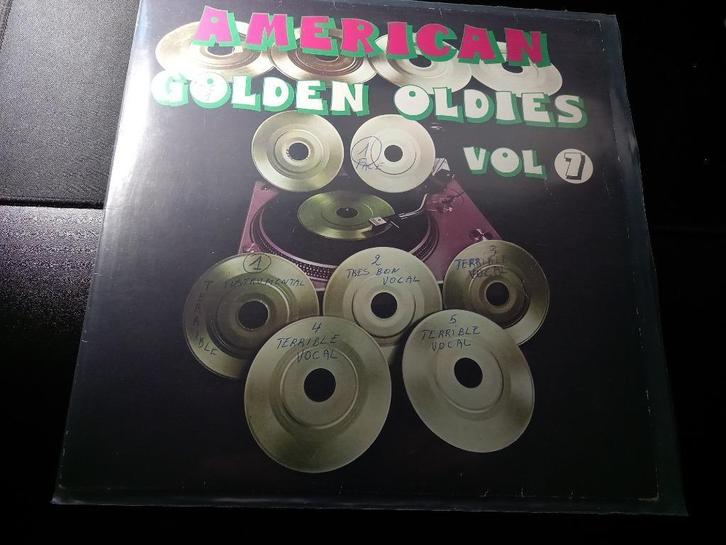 AMERICAN
GOLDEN OLDIES
VOL 7
1
FACE
1
INSTRUMENTAL
TERRIBLE
2
TRES BON
VOCAL
3
TERRIBLE
VOCAL
4
TERRIBLE
VOCAL
5
TERRIBLE
VOCAL